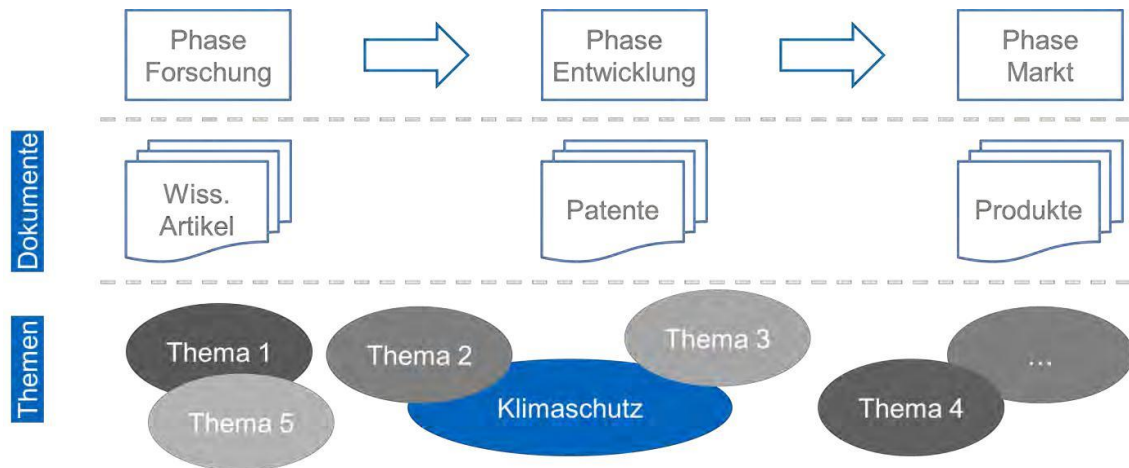 Phase
Forschung
Phase
Entwicklung
Phase
Markt
Dokumente
Wiss.
Artikel
Patente
Produkte
Themen
Thema 1
Thema 2
Thema 3
...
Thema 5
Klimaschutz
Thema 4